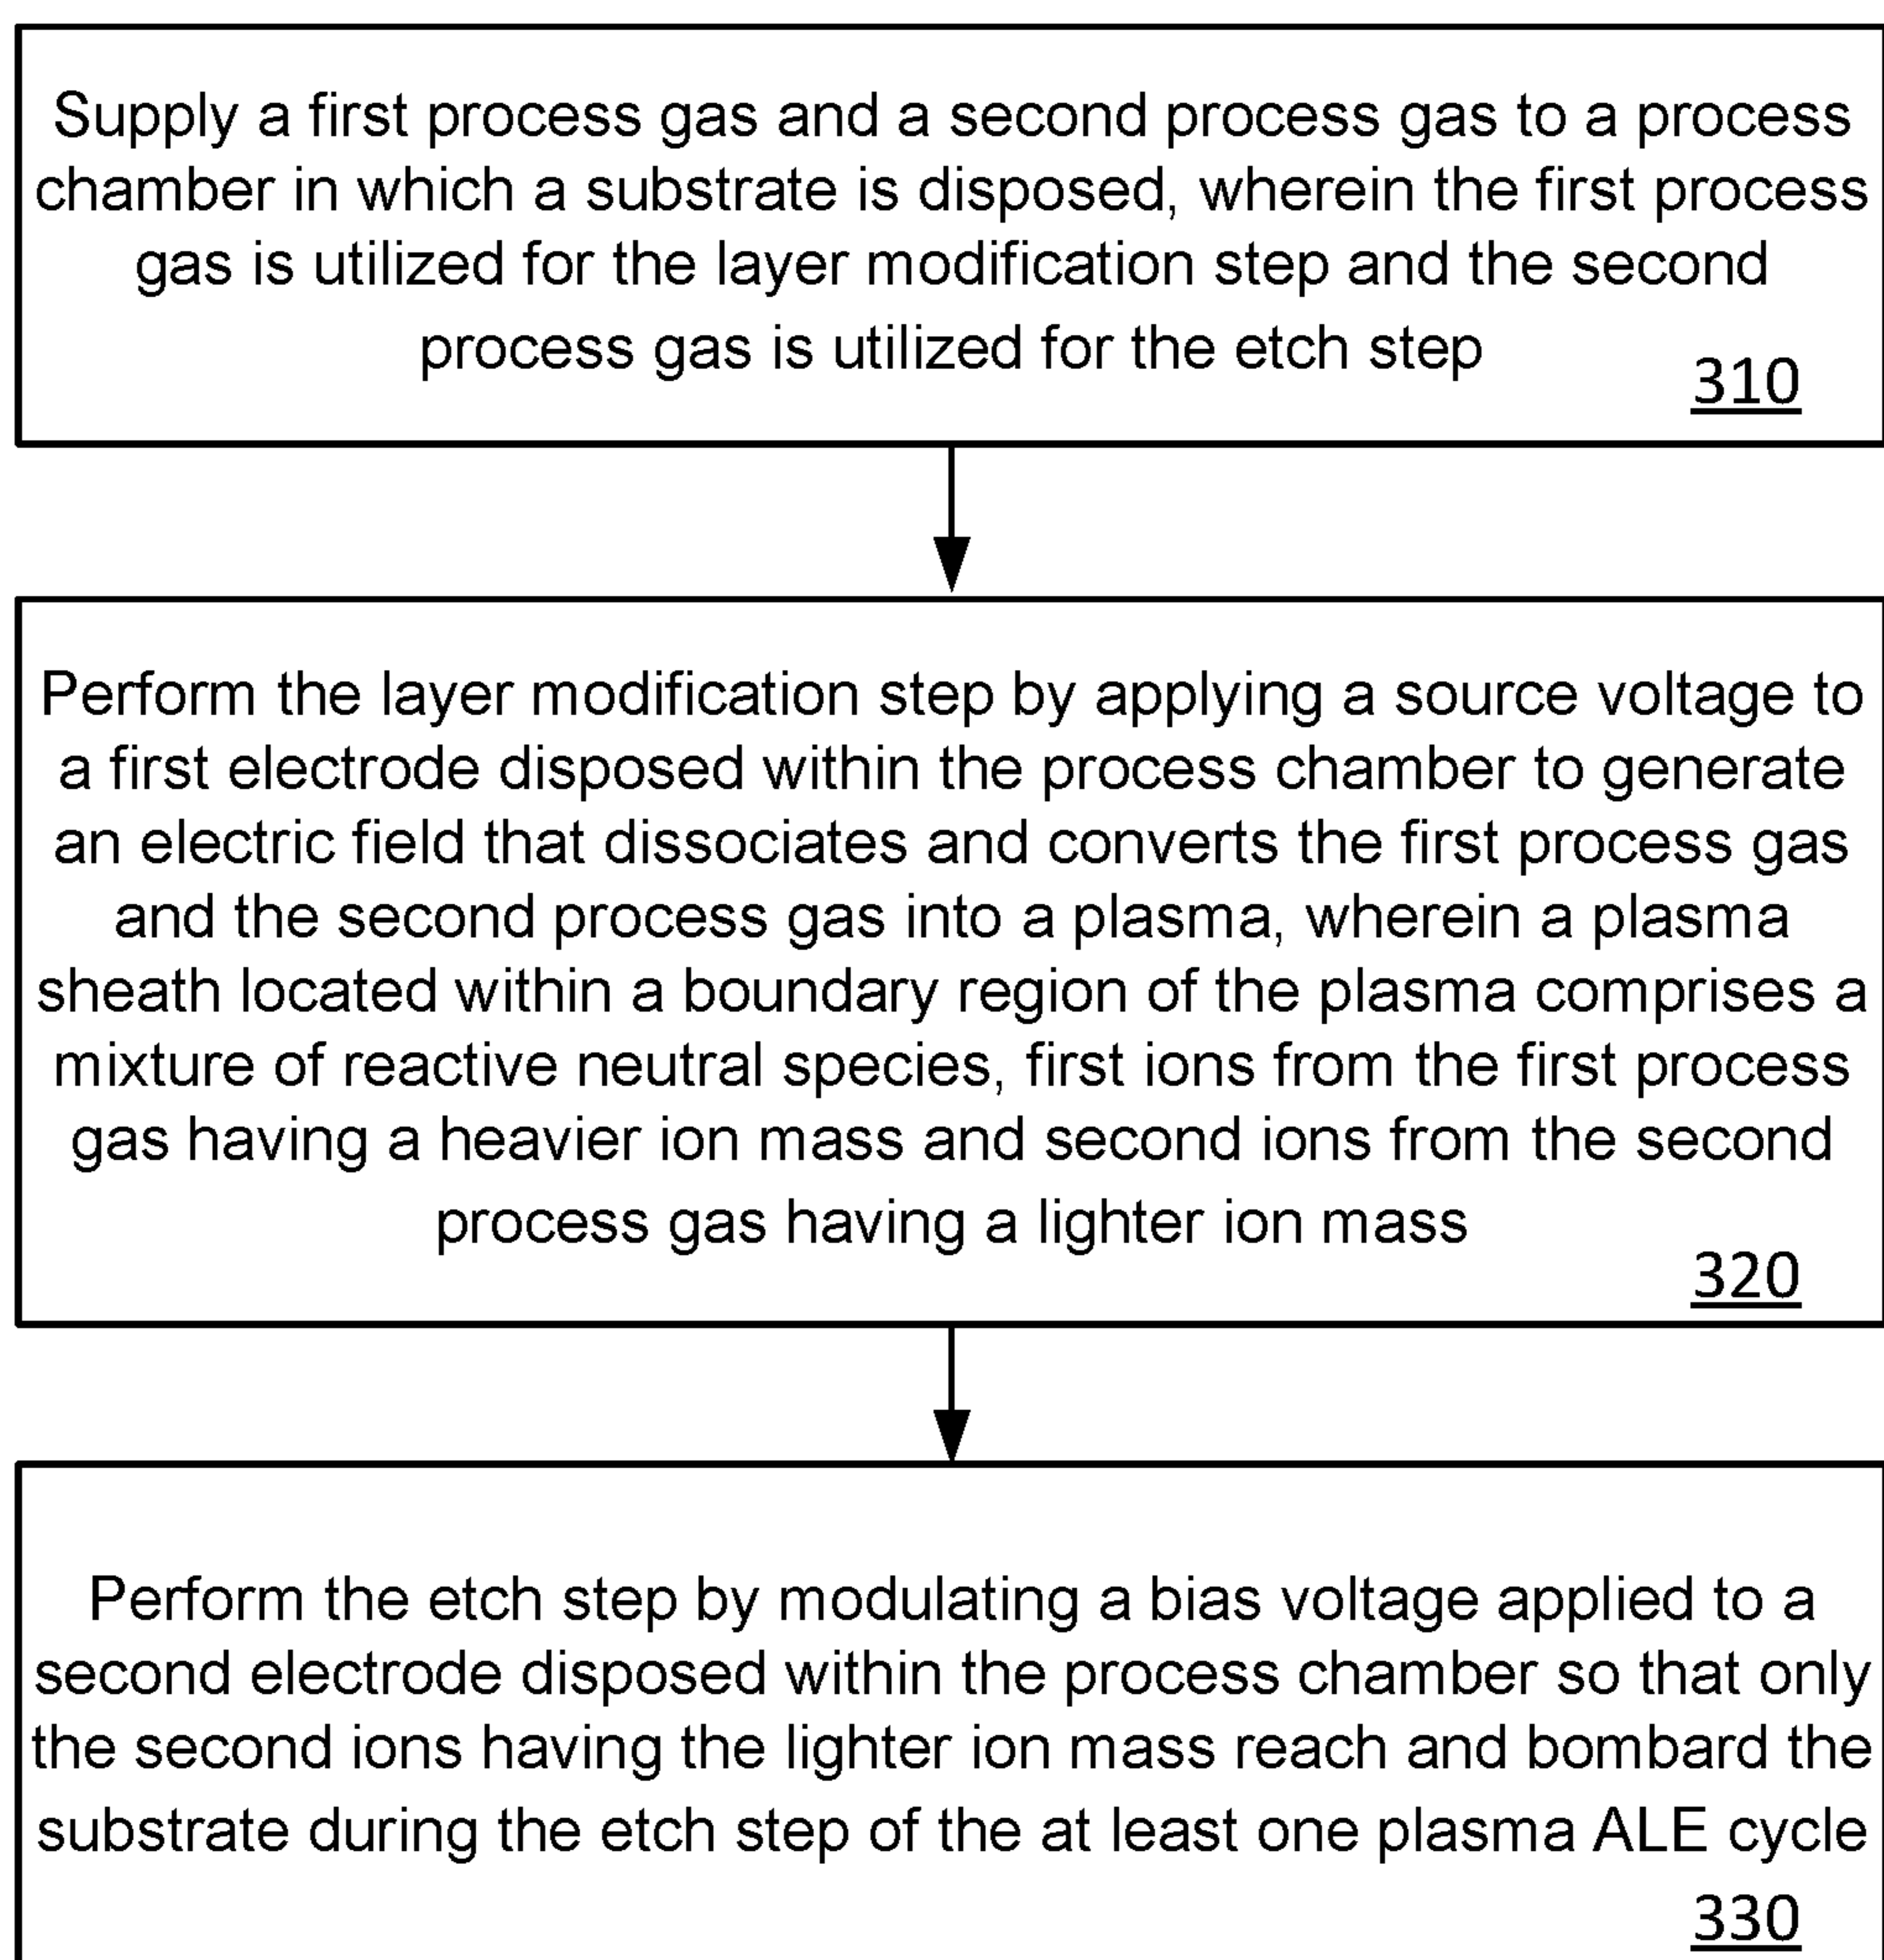 Supply a first process gas and a second process gas to a process
chamber in which a substrate is disposed, wherein the first process
gas is utilized for the layer modification step and the second
process gas is utilized for the etch step
310
Perform the layer modification step by applying a source voltage to
a first electrode disposed within the process chamber to generate
an electric field that dissociates and converts the first process gas
and the second process gas into a plasma, wherein a plasma
sheath located within a boundary region of the plasma comprises a
mixture of reactive neutral species, first ions from the first process
gas having a heavier ion mass and second ions from the second
process gas having a lighter ion mass
320
Perform the etch step by modulating a bias voltage applied to a
second electrode disposed within the process chamber so that only
the second ions having the lighter ion mass reach and bombard the
substrate during the etch step of the at least one plasma ALE cycle
330